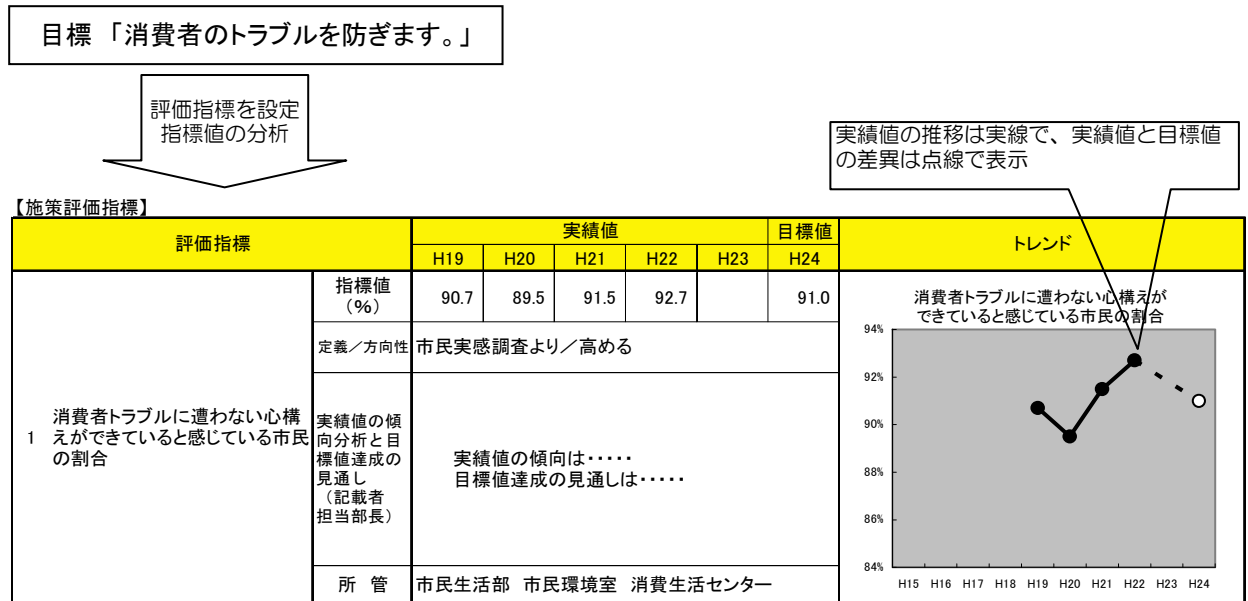 目標 「消費者のトラブルを防ぎます。」
評価指標を設定
指標値の分析
実績値の推移は実線で、実績値と目標値
の差異は点線で表示
【施策評価指標】
評価指標
実績値
目標値
トレンド
H19 H20 H21 H22 H23 H24
1
消費者トラブルに遭わない心構
えができていると感じている市民
の割合
指標値
（%）
90.7 89.5 91.5 92.7 91.0
定義／方向性
市民実感調査より／高める
実績値の傾
向分析と目
標値達成の
見通し
（記載者
担当部長）
実績値の傾向は・・・・・
目標値達成の見通しは・・・・・
所 管
市民生活部 市民環境室 消費生活センター
消費者トラブルに遭わない心構えが
できていると感じている市民の割合
94%
92%
90%
88%
86%
84%
H15 H16 H17 H18 H19 H20 H21 H22 H23 H24